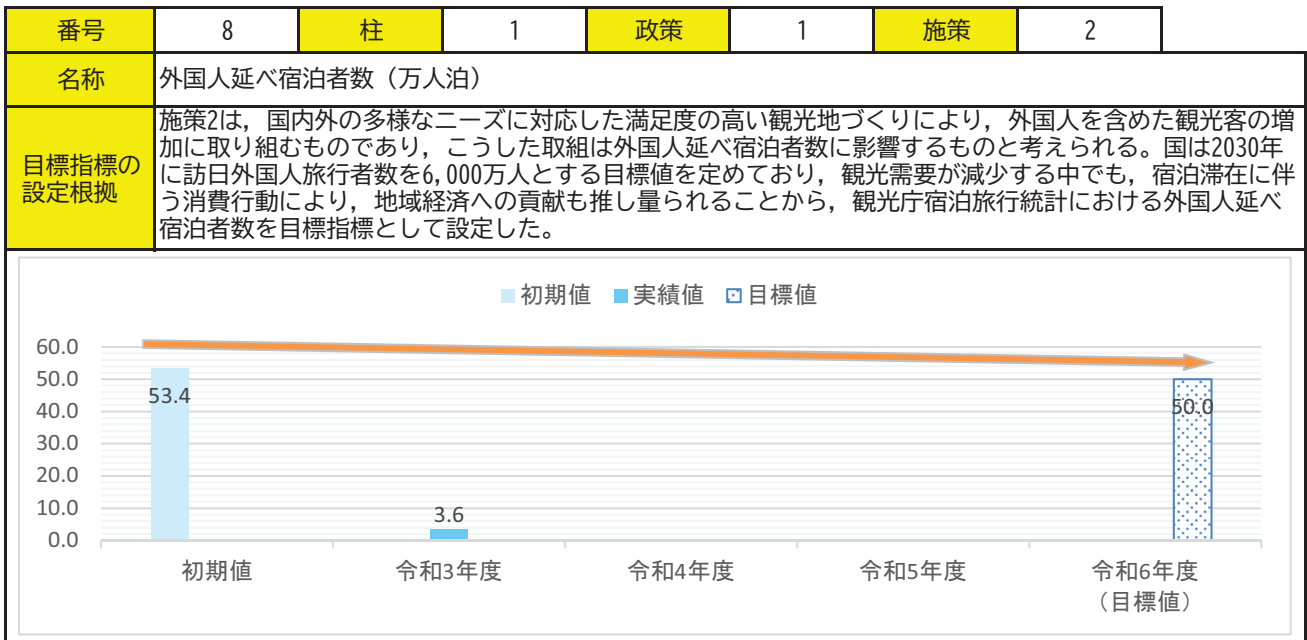 番号 8 柱 1 政策 1 施策 2
名称 外国人延べ宿泊者数（万人泊）
目標指標の
設定根拠
施策2は，国内外の多様なニーズに対応した満足度の高い観光地づくりにより，外国人を含めた観光客の増
加に取り組むものであり，こうした取組は外国人延べ宿泊者数に影響するものと考えられる。国は2030年
に訪日外国人旅行者数を6,000万人とする目標値を定めており，観光需要が減少する中でも，宿泊滞在に伴
う消費行動により，地域経済への貢献も推し量られることから，観光庁宿泊旅行統計における外国人延べ
宿泊者数を目標指標として設定した。
初期値 実績値 目標値
60.0
50.0
40.0
30.0
20.0
10.0
0.0
53.4
3.6
50.0
初期値 令和3年度 令和4年度 令和5年度 令和6年度
（目標値）